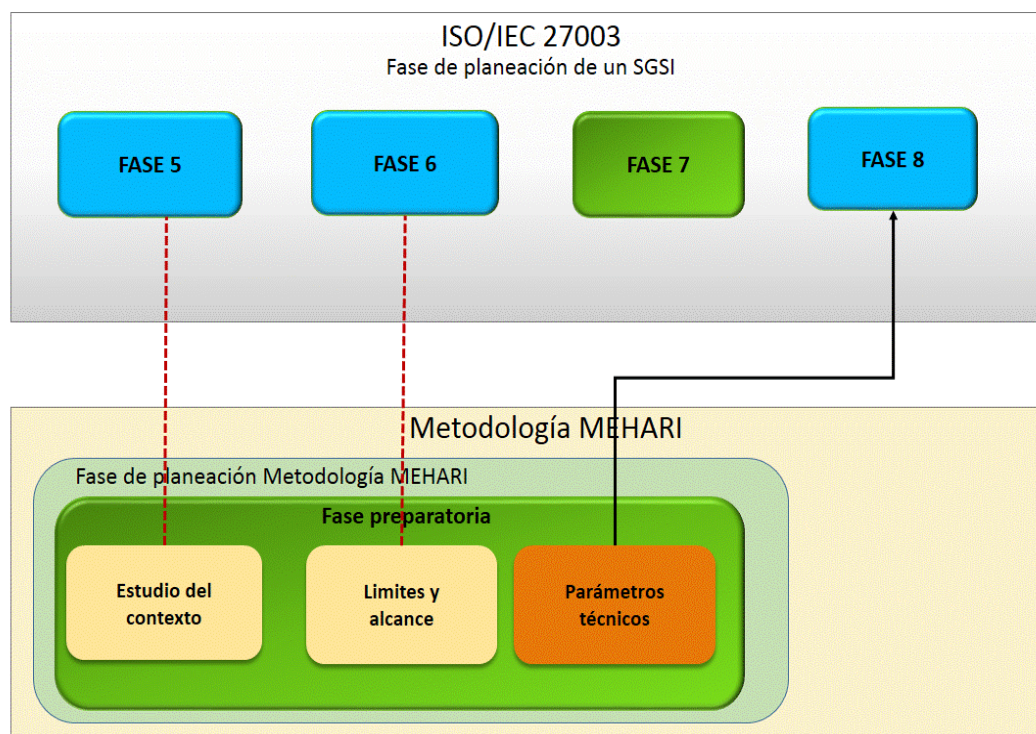 ISO/IEC 27003
Fase de planeación de un SGSI
FASE 5
FASE 6
FASE 7
FASE 8
Metodología MEHARI
Fase de planeación Metodología MEHARI
Fase preparatoria
Estudio del
contexto
Limites y
alcance
Parámetros
técnicos